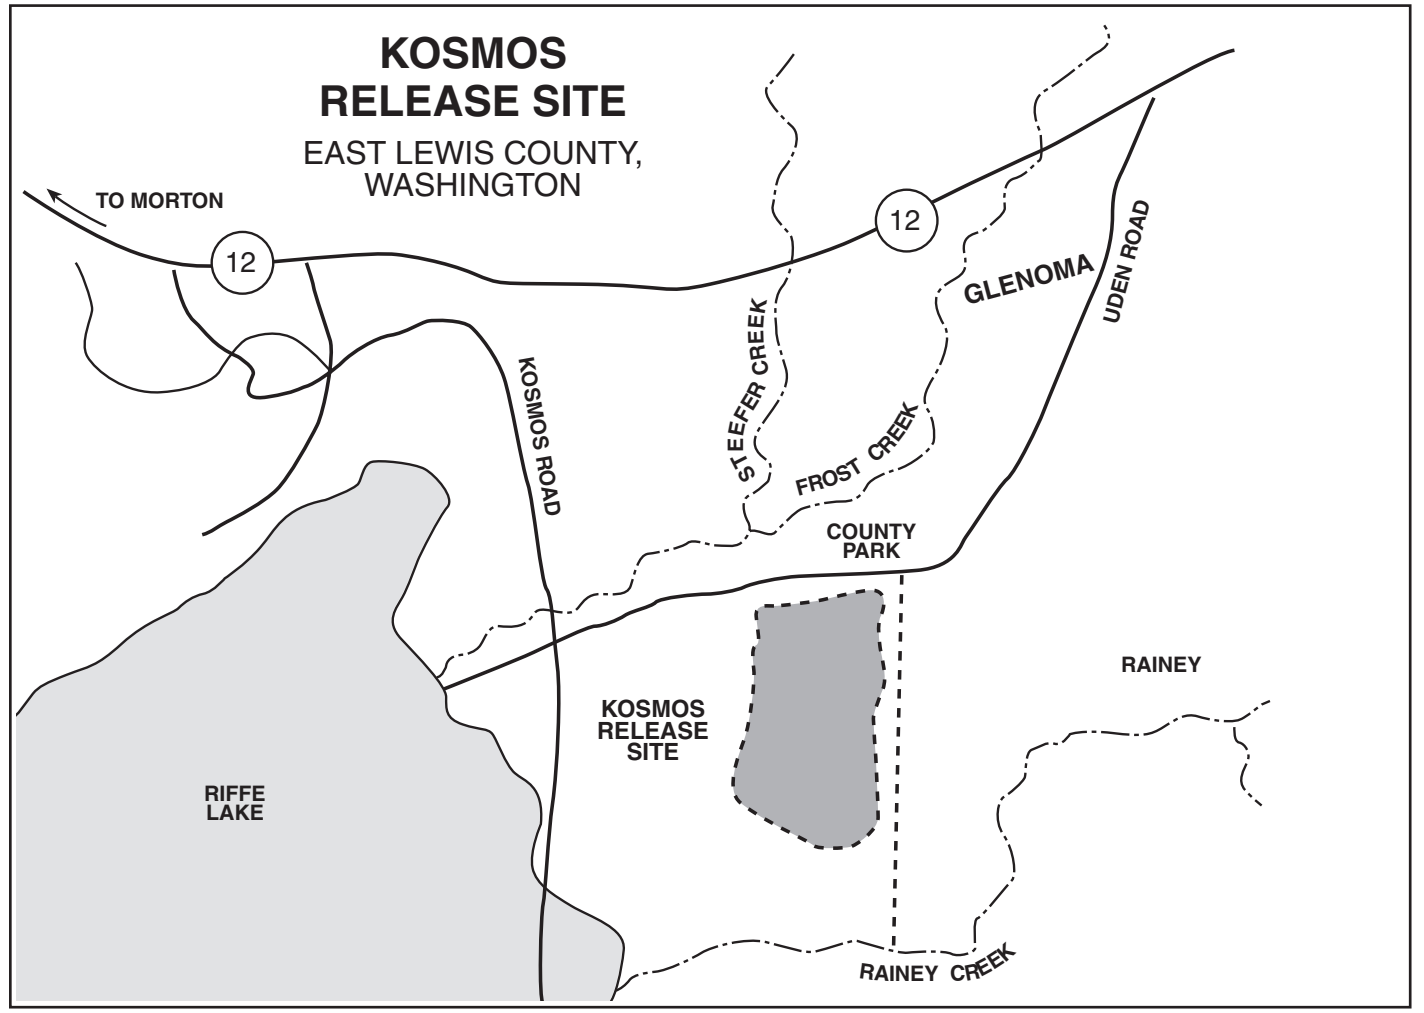 KOSMOS
RELEASE SITE
EAST LEWIS COUNTY,
WASHINGTON
TO MORTON
12
12
GLENOMA
UDEN ROAD
STEEFER CREEK
KOSMOS ROAD
FROST CREEK
COUNTY
PARK
RAINEY
KOSMOS
RELEASE
SITE
RIFFE
LAKE
RAINEY CREEK